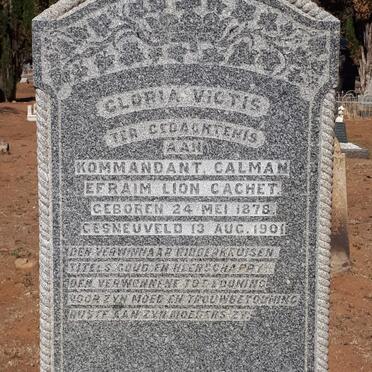 GLORIA VICTIS
TER GEDACHTENIS
AAN
KOMMANDANT CALMAN
EFRAIM LION CACHET
GEBOREN 24 MEI 1878
GESNEUVELD 13 AUG. 1901
DEN VERWINNAAR RIDDERKRUISEN
TITELS GOUD EN HEERSCHAPPY
DEN VERWONNENE TOT LOONING
VOOR ZYN MOED EN TROUWBETOONING
RUSTE AAN ZYN MOEDERS ZY